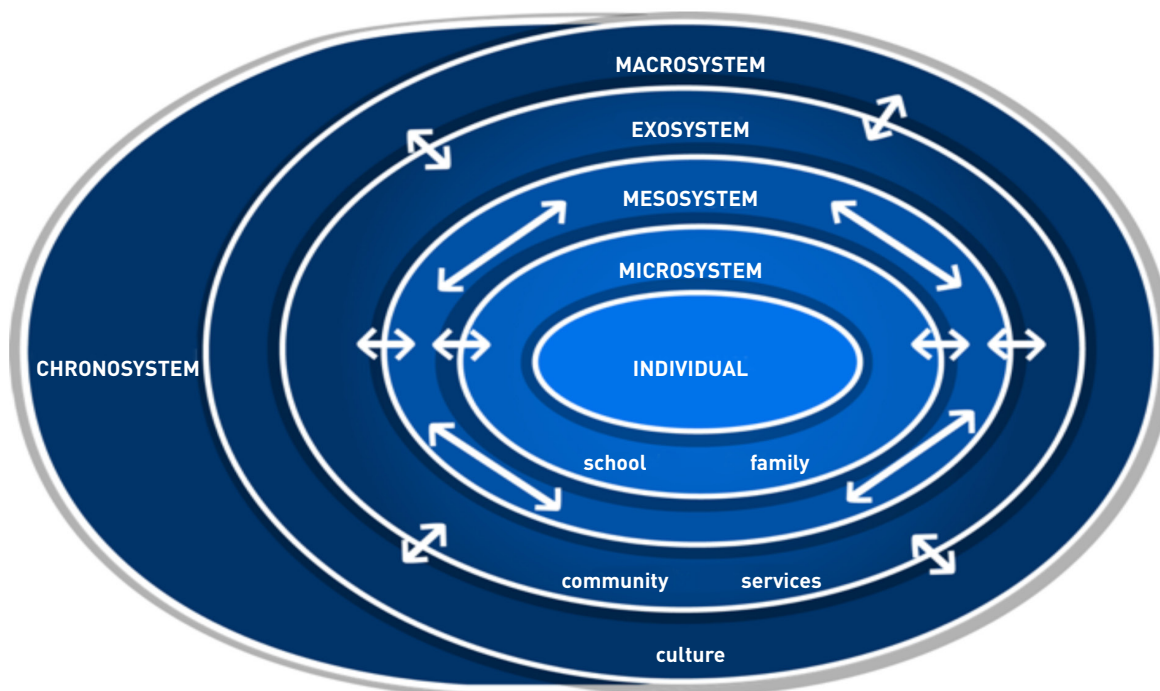 MACROSYSTEM
EXOSYSTEM
MESOSYSTEM
MICROSYSTEM
CHRONOSYSTEM
INDIVIDUAL
school family
community services
culture